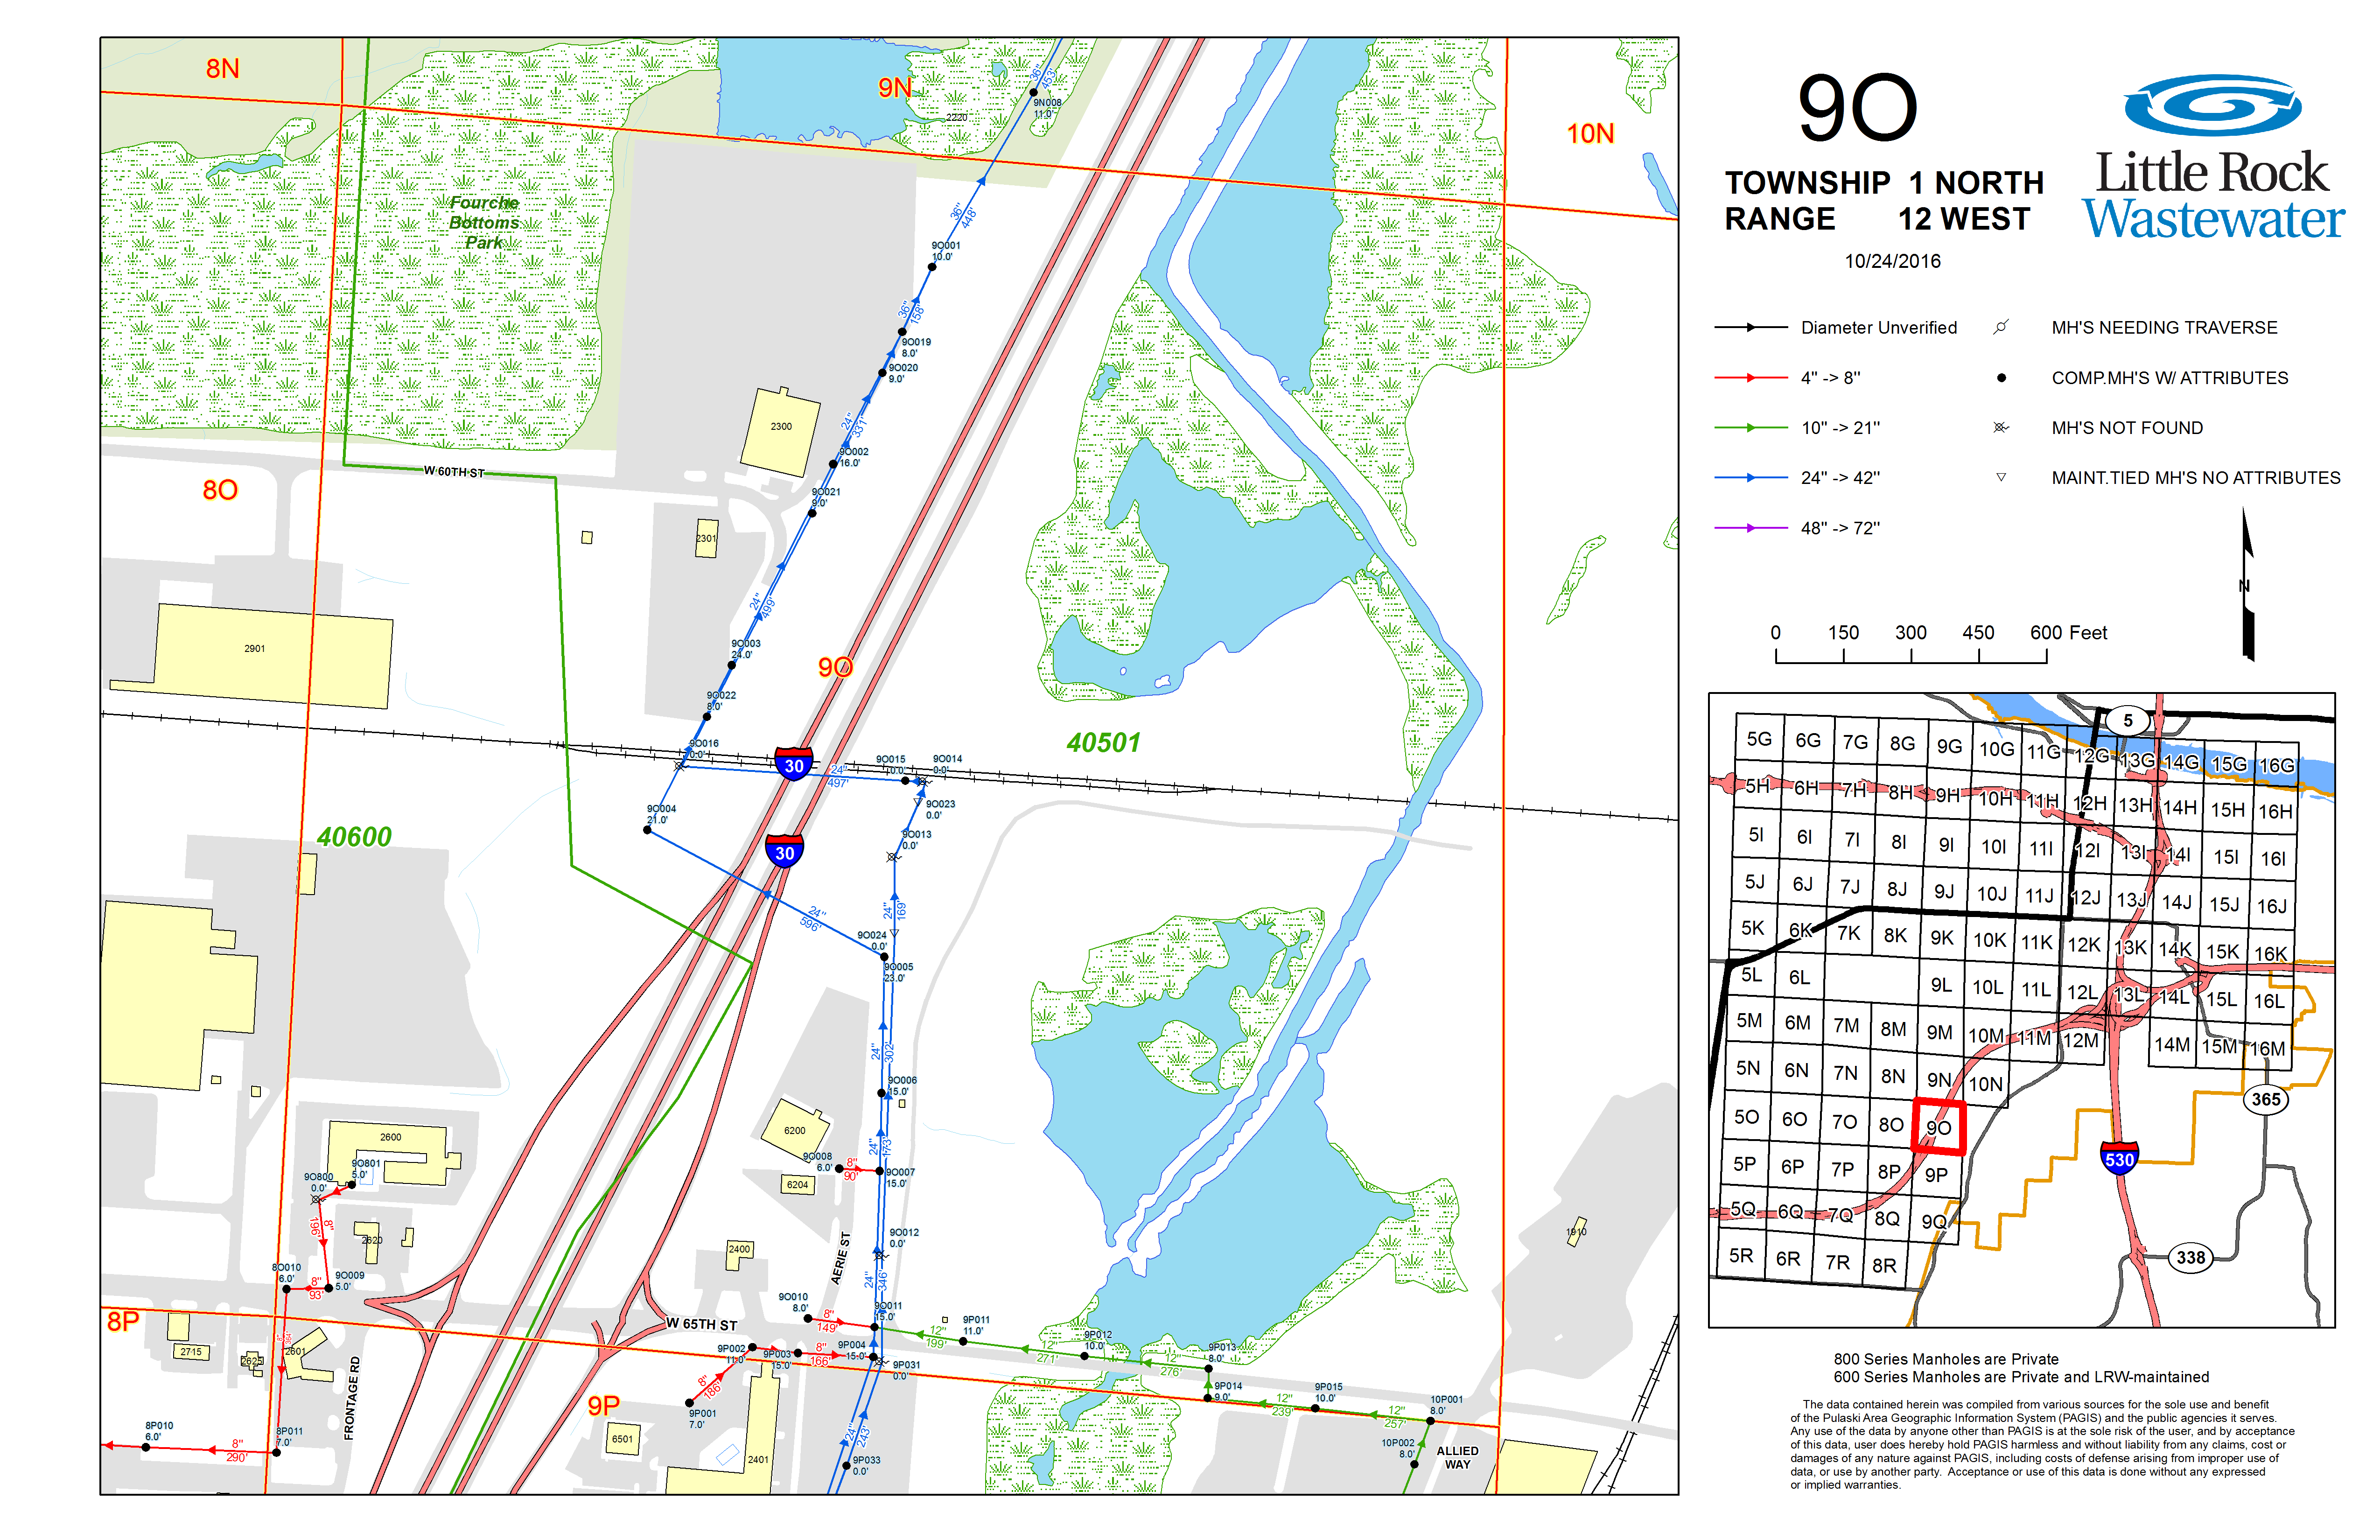 8N
9N
10N
36"
453'
9N008
11.0'
2220
Fourche
Bottoms
Park
36"
448'
9O001
10.0'
36"
158'
9O019
8.0'
9O020
9.0'
24"
331'
2300
9O002
16.0'
W 60TH ST
8O
9O021
9.0'
2301
24"
499'
2901
9O003
24.0'
9O
9O022
8.0'
40501
9O016
0.0'
30
24"
497'
9O015
9O014
0.0'
9O004
21.0'
9O023
0.0'
40600
30
9O013
0.0'
24"
169'
24"
596'
9O024
0.0'
9O005
23.0'
24"
302'
9O006
15.0'
6200
2600
24"
173'
9O008
6.0'
8"
90'
9O007
15.0'
9O801
5.0'
9O800
0.0'
6204
8"
196'
2620
2400
AERIE ST
9O012
0.0'
1910
8O010
6.0'
8"
93'
9O009
5.0'
24"
346'
9O010
8.0'
8"
149'
9O011
15.0'
8P
W 65TH ST
12"
199'
9P011
11.0'
12"
271'
9P012
10.0'
12"
276'
9P013
8.0'
2715
2625
2601
9P002
11.0'
9P003
15.0'
8"
166'
9P004
15.0'
9P031
0.0'
FRONTAGE RD
8"
186'
9P001
7.0'
9P
9P014
9.0'
12"
239'
9P015
10.0'
12"
257'
10P001
8.0'
8P010
6.0'
8"
290'
8P011
7.0'
6501
2401
24"
243'
9P033
0.0'
10P002
8.0'
ALLIED
WAY
9O
TOWNSHIP 1 NORTH
RANGE 12 WEST
10/24/2016
Little Rock
Wastewater
Diameter Unverified
4" -> 8"
10" -> 21"
24" -> 42"
48" -> 72"
MH'S NEEDING TRAVERSE
COMP.MH'S W/ ATTRIBUTES
MH'S NOT FOUND
MAINT.TIED MH'S NO ATTRIBUTES
N
0 150 300 450 600 Feet
5
5G 6G 7G 8G 9G 10G 11G 12G 13G 14G 15G 16G
5H 6H 7H 8H 9H 10H 11H 12H 13H 14H 15H 16H
5I 6I 7I 8I 9I 10I 11I 12I 13I 14I 15I 16I
5J 6J 7J 8J 9J 10J 11J 12J 13J 14J 15J 16J
5K 6K 7K 8K 9K 10K 11K 12K 13K 14K 15K 16K
5L 6L 9L 10L 11L 12L 13L 14L 15L 16L
5M 6M 7M 8M 9M 10M 11M 12M 14M 15M 16M
5N 6N 7N 8N 9N 10N
365
5O 6O 7O 8O 9O
530
5P 6P 7P 8P 9P
5Q 6Q 7Q 8Q 9Q
338
5R 6R 7R 8R
800 Series Manholes are Private
600 Series Manholes are Private and LRW-maintained
The data contained herein was compiled from various sources for the sole use and benefit
of the Pulaski Area Geographic Information System (PAGIS) and the public agencies it serves.
Any use of the data by anyone other than PAGIS is at the sole risk of the user, and by acceptance
of this data, user does hereby hold PAGIS harmless and without liability from any claims, cost or
damages of any nature against PAGIS, including costs of defense arising from improper use of
data, or use by another party. Acceptance or use of this data is done without any expressed
or implied warranties.